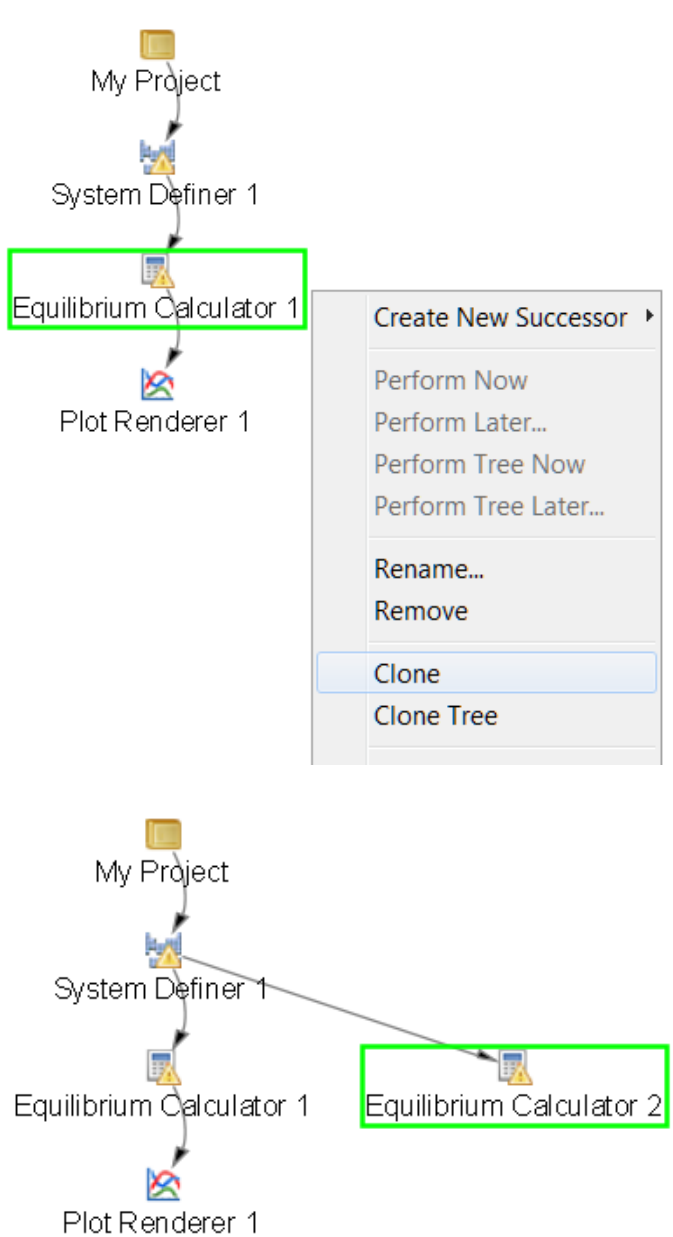 My Project
System Definer 1
Equilibrium Calculator 1
Plot Renderer 1
Create New Successor
Perform Now
Perform Later...
Perform Tree Now
Perform Tree Later...
Rename...
Remove
Clone
Clone Tree
My Project
System Definer 1
Equilibrium Calculator 1
Equilibrium Calculator 2
Plot Renderer 1